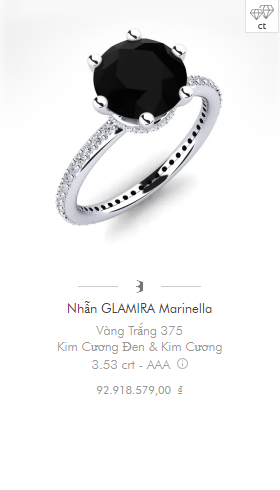 ct
Nhẫn GLAMIRA Marinella
Vàng Trắng 375
Kim Cương Đen & Kim Cương
3.53 crt - AAA
92.918.579,00 ₫